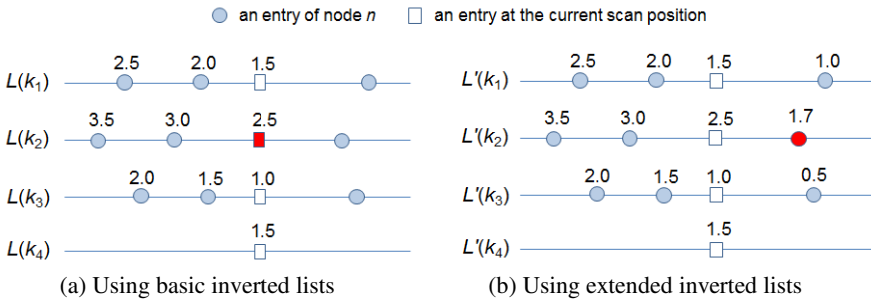 an entry of node n an entry at the current scan position
2.5 2.0 1.5
L(k₁)
3.5 3.0 2.5
L(k₂)
2.0 1.5 1.0
L(k₃)
1.5
L(k₄)
(a) Using basic inverted lists
2.5 2.0 1.5 1.0
L'(k₁)
3.5 3.0 2.5 1.7
L'(k₂)
2.0 1.5 1.0 0.5
L'(k₃)
1.5
L'(k₄)
(b) Using extended inverted lists